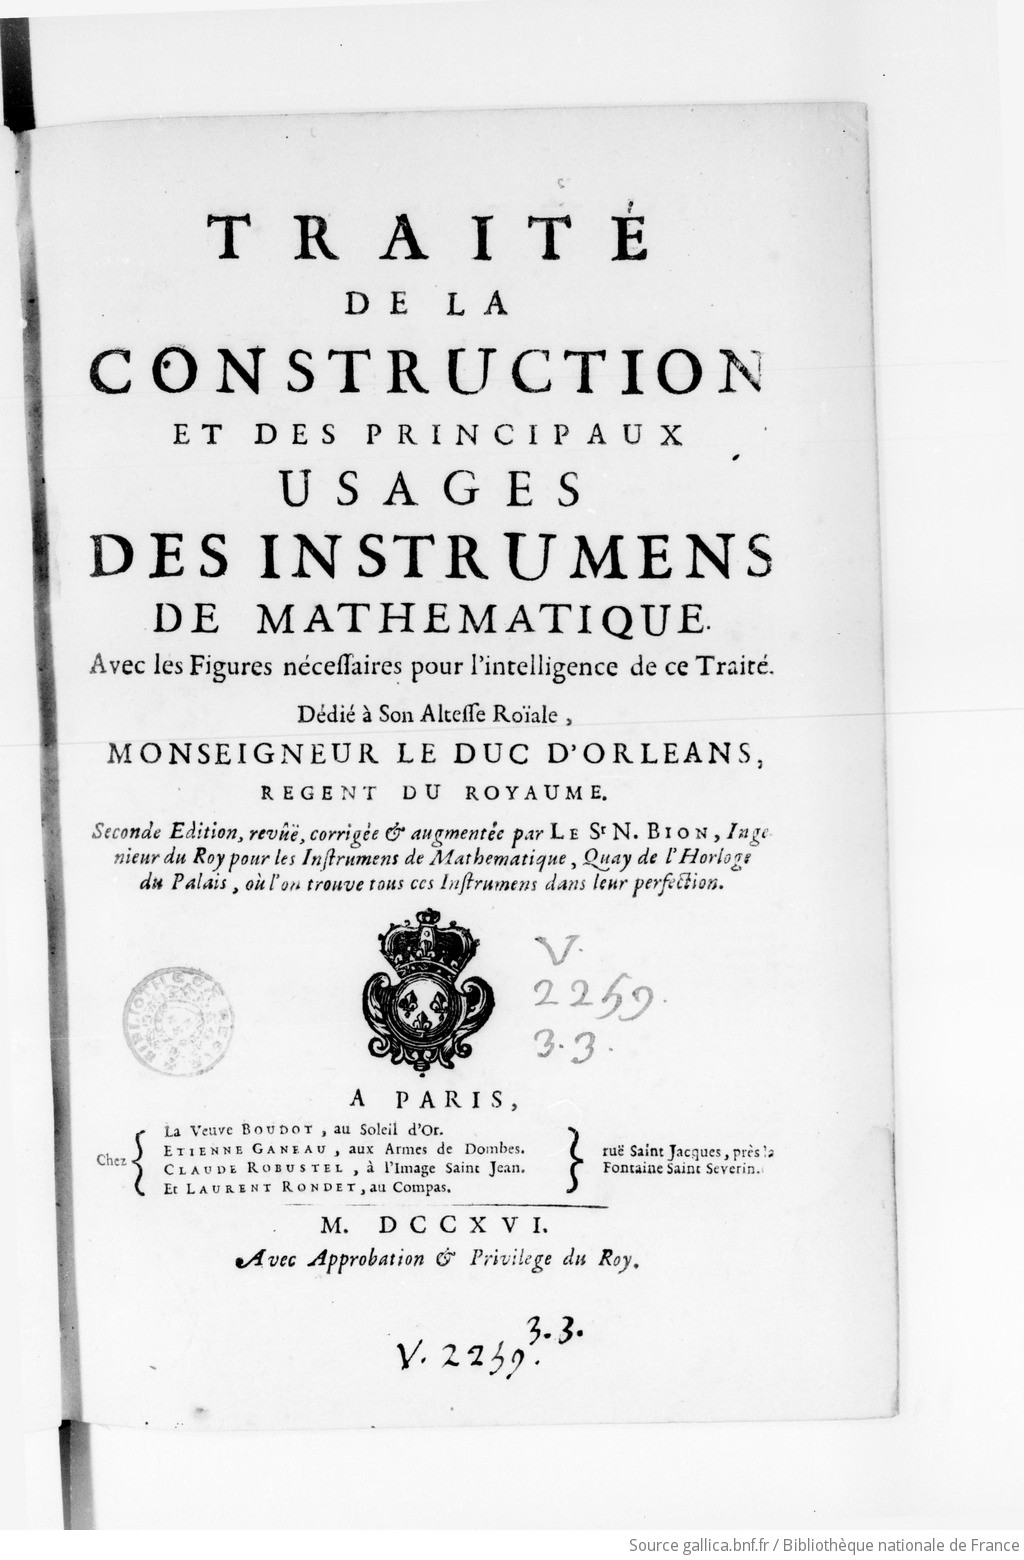 TRAITÉ
DE LA
CONSTRUCTION
ET DES PRINCIPAUX
USAGES
DES INSTRUMENS
DE MATHEMATIQUE.
Avec les Figures nécessaires pour l'intelligence de ce Traité.
Dédié à Son Altesse Roïale,
MONSEIGNEUR LE DUC D'ORLEANS,
REGENT DU ROYAUME.
Seconde Edition, revûë, corrigée & augmentée par LE Sr N. BION, Inge
nieur du Roy pour les Instrumens de Mathematique, Quay de l'Horloge
du Palais, où l'on trouve tous ces Instrumens dans leur perfection.
V.
2259.
3.3.
A PARIS,
Chez
La Veuve BOUDOT, au Soleil d'Or.
ETIENNE GANEAU, aux Armes de Dombes.
CLAUDE ROBUSTEL, à l'Image Saint Jean.
Et LAURENT RONDET, au Compas.
ruë Saint Jacques, près la
Fontaine Saint Severin.
M. DCCXVI.
Avec Approbation & Privilege du Roy.
3.3.
V. 2259.
Source gallica.bnf.fr / Bibliothèque nationale de France